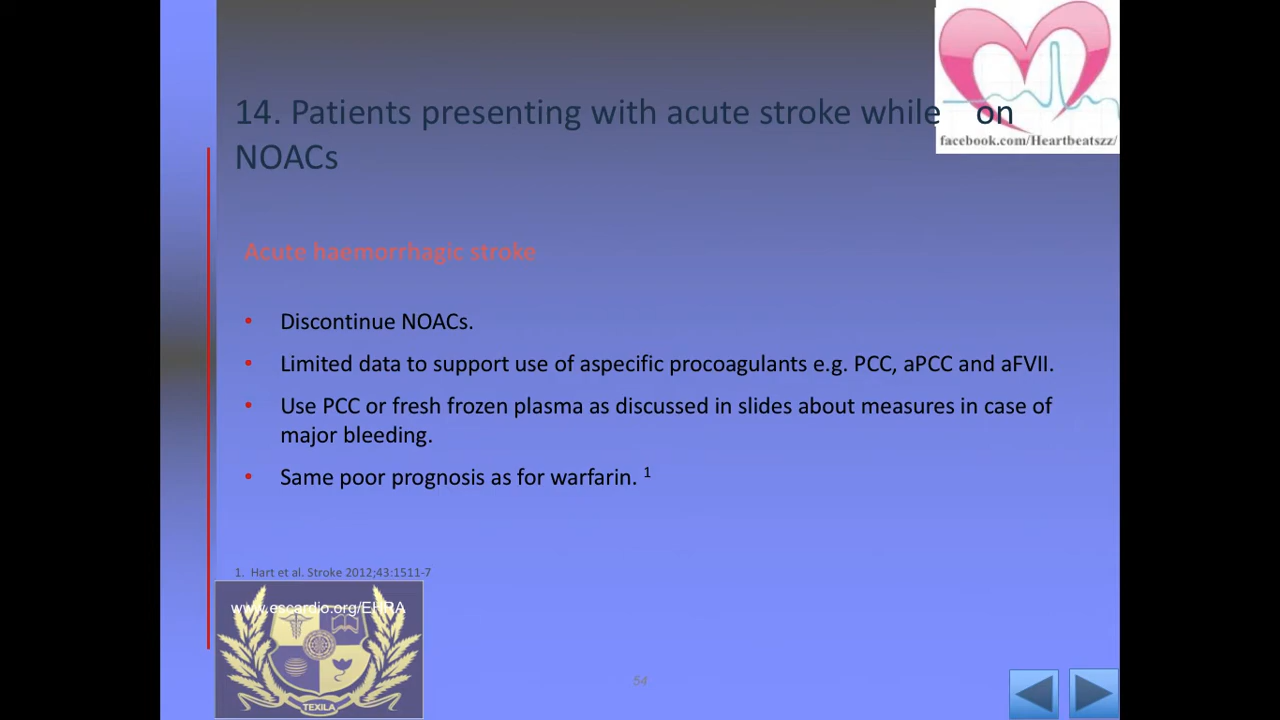 facebook.com/Heartbeatszz/
14. Patients presenting with acute stroke while on
NOACs
Acute haemorrhagic stroke
• Discontinue NOACs.
• Limited data to support use of aspecific procoagulants e.g. PCC, aPCC and aFVII.
• Use PCC or fresh frozen plasma as discussed in slides about measures in case of
major bleeding.
• Same poor prognosis as for warfarin. 1
1. Hart et al. Stroke 2012;43:1511-7
www.escardio.org/EHRA
TEXILA
54